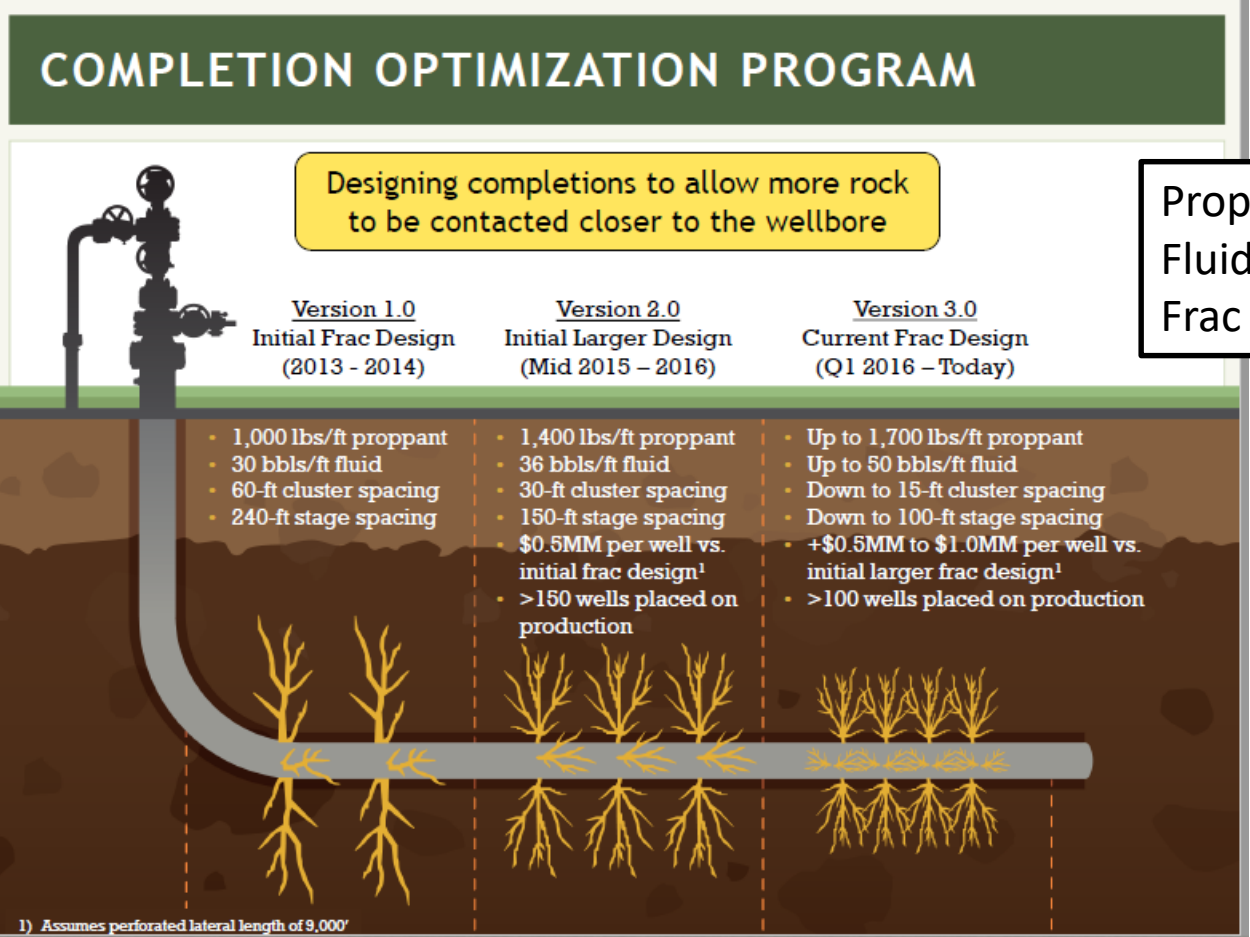 COMPLETION OPTIMIZATION PROGRAM
Designing completions to allow more rock
to be contacted closer to the wellbore
Prop
Fluid
Frac
Version 1.0
Initial Frac Design
(2013 - 2014)
Version 2.0
Initial Larger Design
(Mid 2015 – 2016)
Version 3.0
Current Frac Design
(Q1 2016 – Today)
• 1,000 lbs/ft proppant
• 30 bbls/ft fluid
• 60-ft cluster spacing
• 240-ft stage spacing
• 1,400 lbs/ft proppant
• 36 bbls/ft fluid
• 30-ft cluster spacing
• 150-ft stage spacing
• $0.5MM per well vs.
initial frac design¹
• >150 wells placed on
production
• Up to 1,700 lbs/ft proppant
• Up to 50 bbls/ft fluid
• Down to 15-ft cluster spacing
• Down to 100-ft stage spacing
• +$0.5MM to $1.0MM per well vs.
initial larger frac design¹
• >100 wells placed on production
1) Assumes perforated lateral length of 9,000'